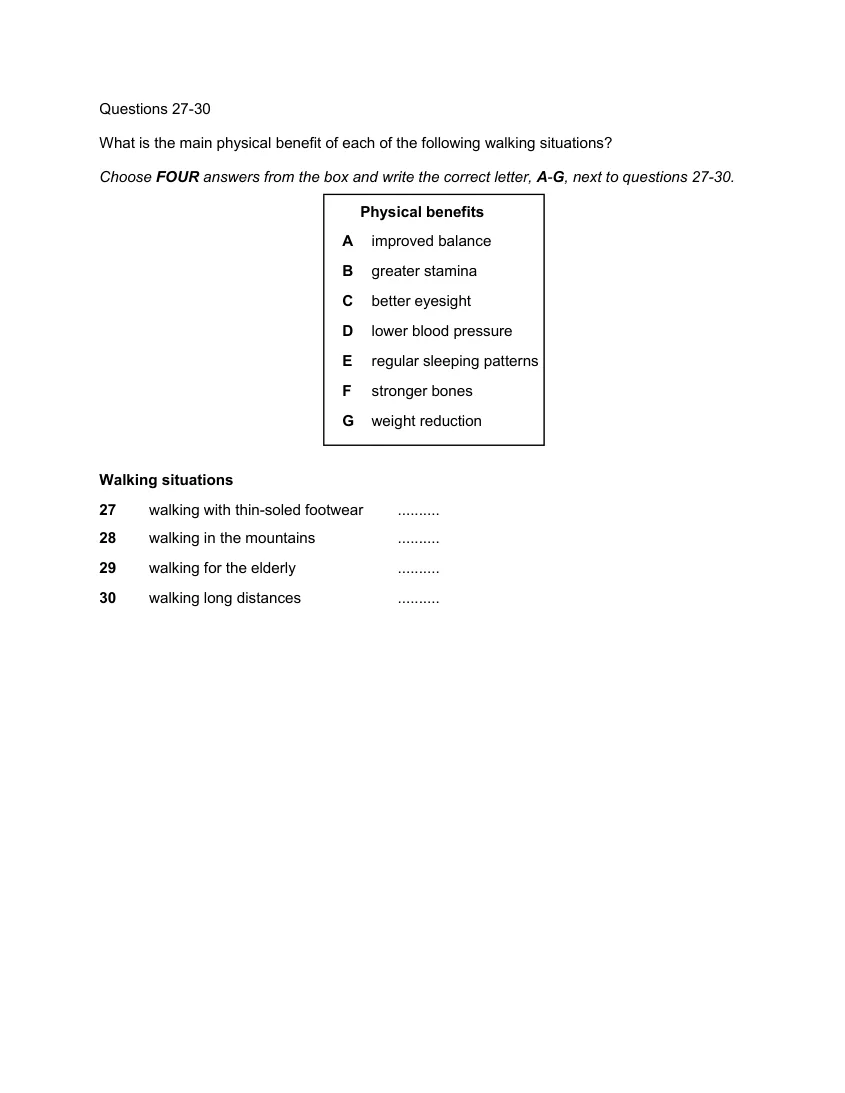 Questions 27-30
What is the main physical benefit of each of the following walking situations?
Choose FOUR answers from the box and write the correct letter, A-G, next to questions 27-30.
Physical benefits
A improved balance
B greater stamina
C better eyesight
D lower blood pressure
E regular sleeping patterns
F stronger bones
G weight reduction
Walking situations
27 walking with thin-soled footwear ..........
28 walking in the mountains ..........
29 walking for the elderly ..........
30 walking long distances ..........